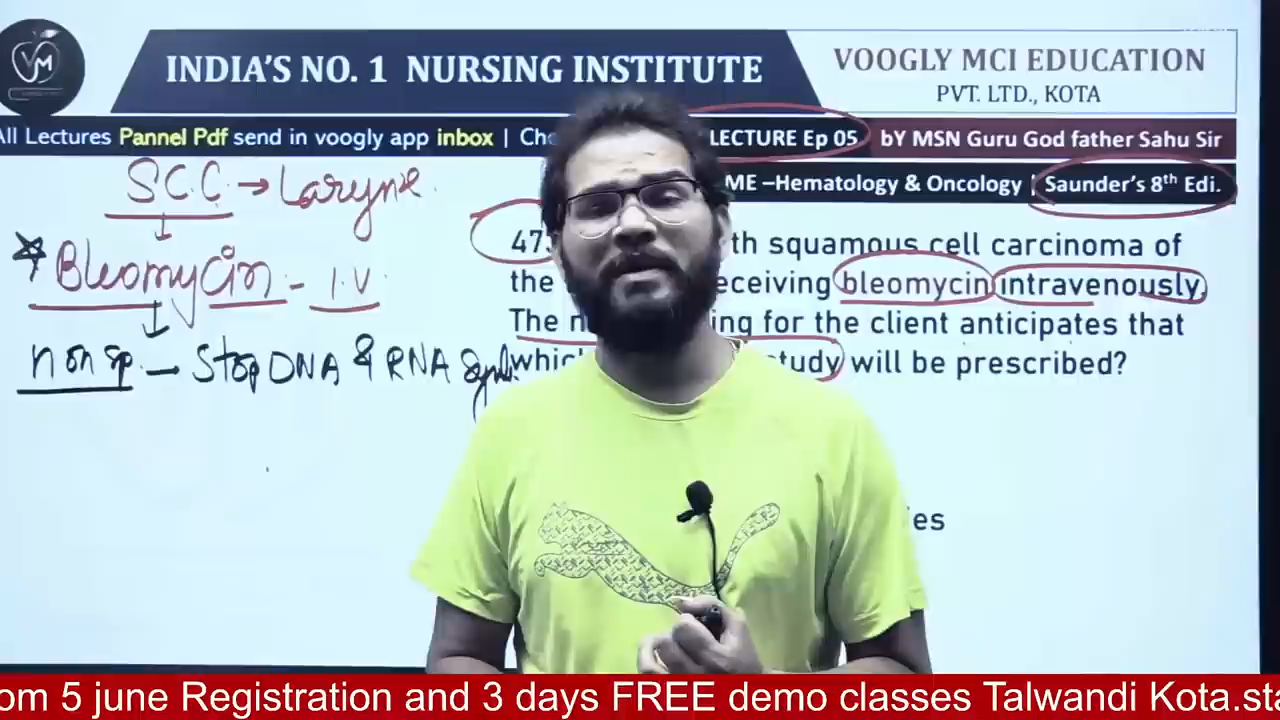 VM
INDIA'S NO. 1 NURSING INSTITUTE
VOOGLY MCI EDUCATION
PVT. LTD., KOTA
All Lectures Pannel Pdf send in voogly app inbox |
LECTURE Ep 05
bY MSN Guru God father Sahu Sir
ME –Hematology & Oncology | Saunder's 8th Edi.
S.C.C. → Larynx
Bleomycin - I.V
non sp. → Stop DNA & RNA
47 th squamous cell carcinoma of
the eceiving bleomycin intravenously.
The ing for the client anticipates that
study will be prescribed?
es
om 5 june Registration and 3 days FREE demo classes Talwandi Kota.sta